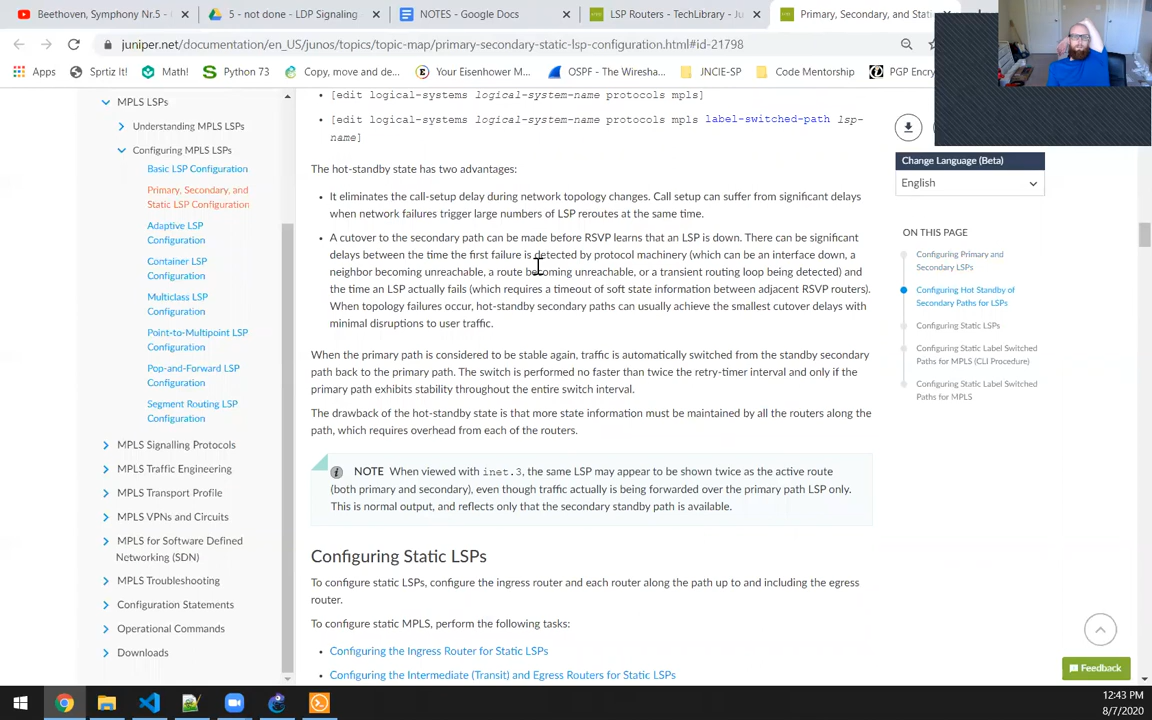 Beethoven, Symphony Nr.5 -
5 - not done - LDP Signaling
NOTES - Google Docs
LSP Routers - TechLibrary - Ju
Primary, Secondary, and Stati
juniper.net/documentation/en_US/junos/topics/topic-map/primary-secondary-static-lsp-configuration.html#id-21798
Apps
Sprtiz It!
Math!
Python 73
Copy, move and de...
Your Eisenhower M...
OSPF - The Wiresha...
JNCIE-SP
Code Mentorship
PGP Encry
MPLS LSPs
Understanding MPLS LSPs
Configuring MPLS LSPs
Basic LSP Configuration
Primary, Secondary, and
Static LSP Configuration
Adaptive LSP
Configuration
Container LSP
Configuration
Multiclass LSP
Configuration
Point-to-Multipoint LSP
Configuration
Pop-and-Forward LSP
Configuration
Segment Routing LSP
Configuration
MPLS Signalling Protocols
MPLS Traffic Engineering
MPLS Transport Profile
MPLS VPNs and Circuits
MPLS for Software Defined
Networking (SDN)
MPLS Troubleshooting
Configuration Statements
Operational Commands
Downloads
• [edit logical-systems logical-system-name protocols mpls]
• [edit logical-systems logical-system-name protocols mpls label-switched-path lsp-
name]
The hot-standby state has two advantages:
• It eliminates the call-setup delay during network topology changes. Call setup can suffer from significant delays
when network failures trigger large numbers of LSP reroutes at the same time.
• A cutover to the secondary path can be made before RSVP learns that an LSP is down. There can be significant
delays between the time the first failure is detected by protocol machinery (which can be an interface down, a
neighbor becoming unreachable, a route becoming unreachable, or a transient routing loop being detected) and
the time an LSP actually fails (which requires a timeout of soft state information between adjacent RSVP routers).
When topology failures occur, hot-standby secondary paths can usually achieve the smallest cutover delays with
minimal disruptions to user traffic.
When the primary path is considered to be stable again, traffic is automatically switched from the standby secondary
path back to the primary path. The switch is performed no faster than twice the retry-timer interval and only if the
primary path exhibits stability throughout the entire switch interval.
The drawback of the hot-standby state is that more state information must be maintained by all the routers along the
path, which requires overhead from each of the routers.
NOTE When viewed with inet.3, the same LSP may appear to be shown twice as the active route
(both primary and secondary), even though traffic actually is being forwarded over the primary path LSP only.
This is normal output, and reflects only that the secondary standby path is available.
Configuring Static LSPs
To configure static LSPs, configure the ingress router and each router along the path up to and including the egress
router.
To configure static MPLS, perform the following tasks:
• Configuring the Ingress Router for Static LSPs
• Configuring the Intermediate (Transit) and Egress Routers for Static LSPs
Change Language (Beta)
English
ON THIS PAGE
Configuring Primary and
Secondary LSPs
Configuring Hot Standby of
Secondary Paths for LSPs
Configuring Static LSPs
Configuring Static Label Switched
Paths for MPLS (CLI Procedure)
Configuring Static Label Switched
Paths for MPLS
Feedback
12:43 PM
8/7/2020